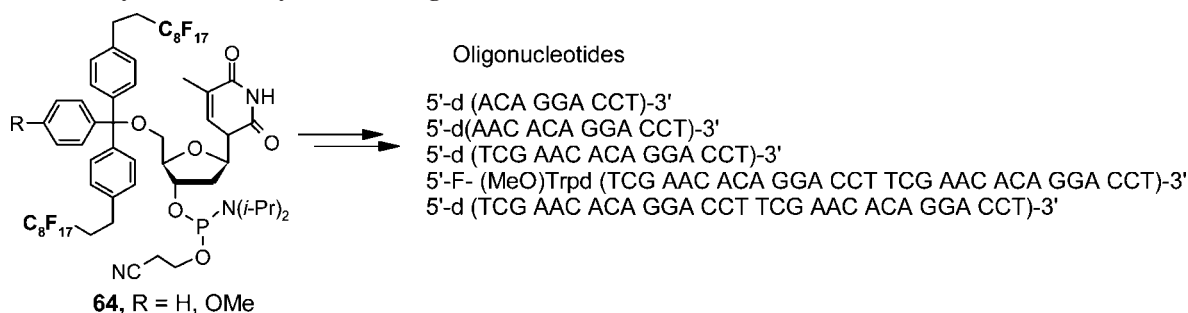 C8F17
O
NH
O
R
O
O
O
N(i-Pr)2
P
C8F17
O
NC
64, R = H, OMe
Oligonucleotides
5'-d (ACA GGA CCT)-3'
5'-d(AAC ACA GGA CCT)-3'
5'-d (TCG AAC ACA GGA CCT)-3'
5'-F- (MeO)Trpd (TCG AAC ACA GGA CCT TCG AAC ACA GGA CCT)-3'
5'-d (TCG AAC ACA GGA CCT TCG AAC ACA GGA CCT)-3'